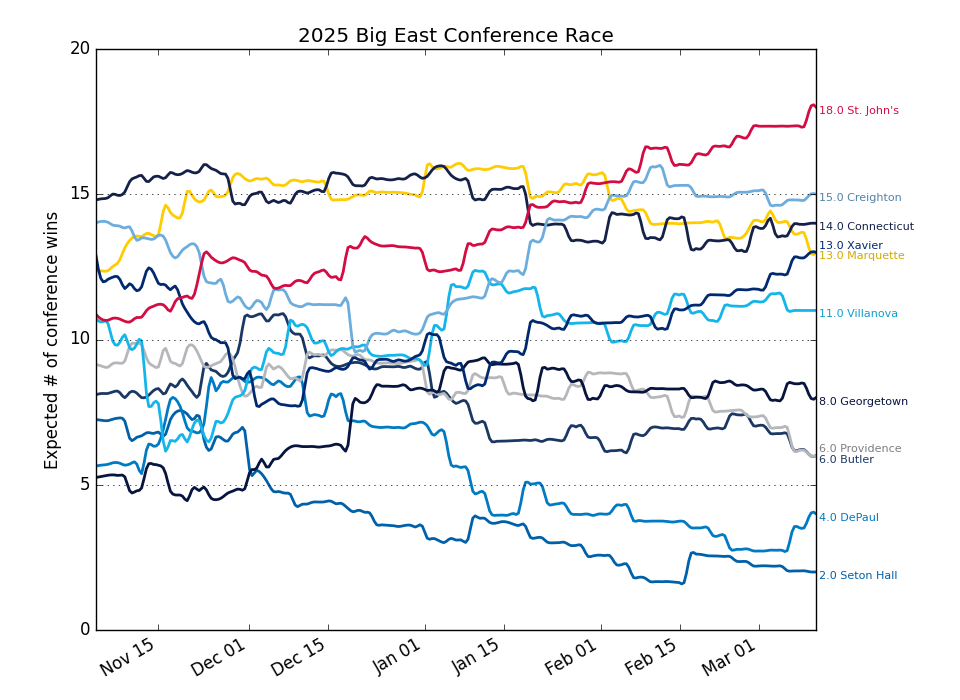 2025 Big East Conference Race
Expected # of conference wins
20
15
10
5
0
18.0 St. John's
15.0 Creighton
14.0 Connecticut
13.0 Xavier
13.0 Marquette
11.0 Villanova
8.0 Georgetown
6.0 Providence
6.0 Butler
4.0 DePaul
2.0 Seton Hall
Nov 15
Dec 01
Dec 15
Jan 01
Jan 15
Feb 01
Feb 15
Mar 01